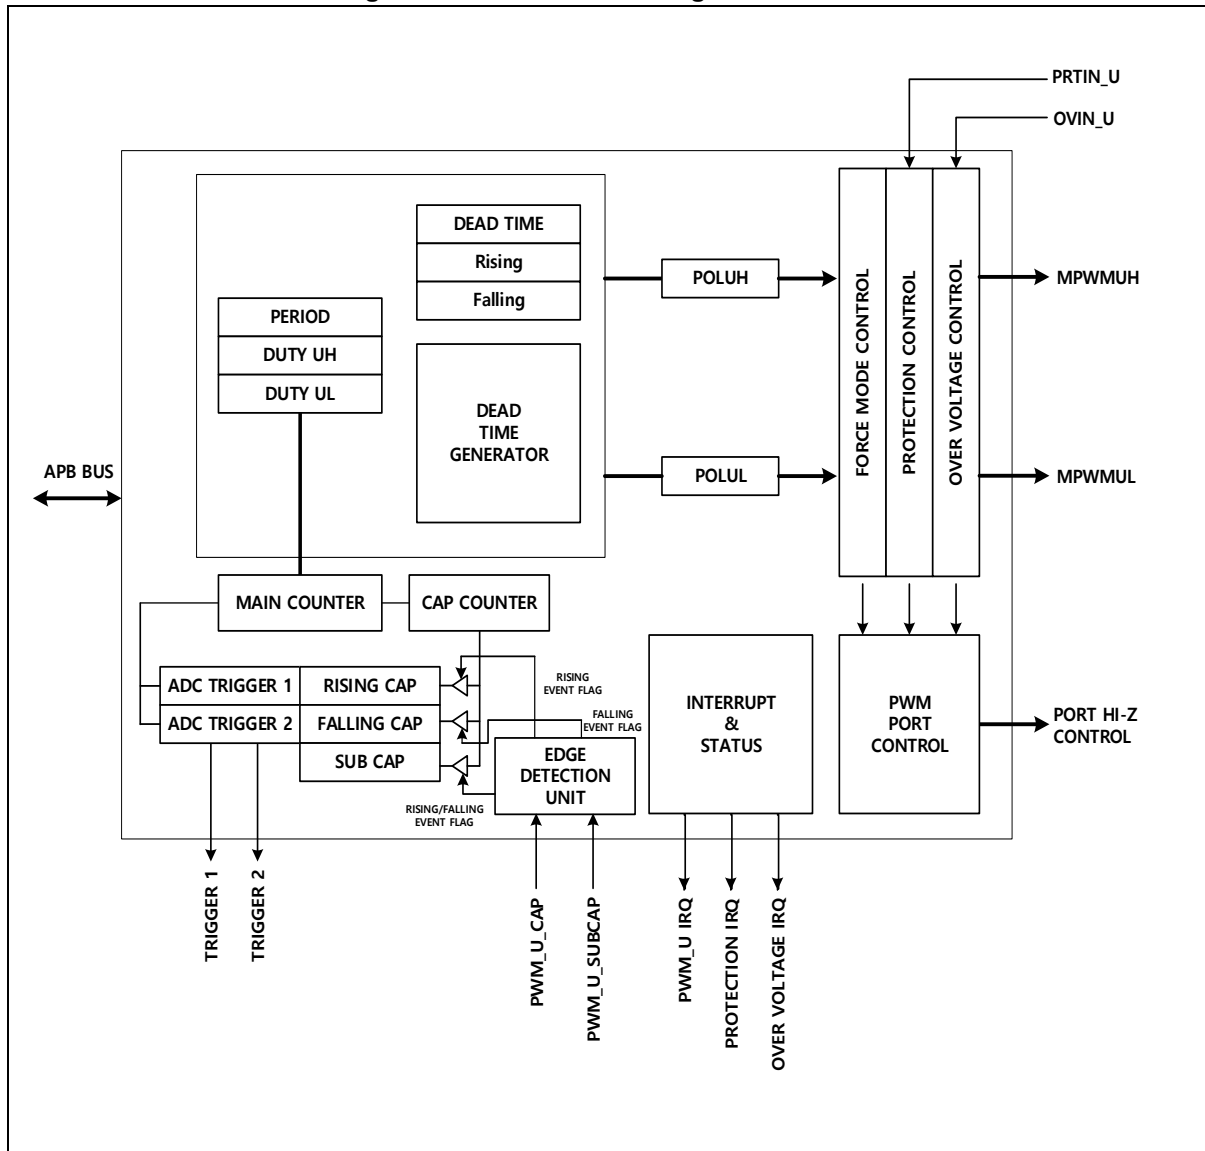 PRTIN_U
OVIN_U
DEAD TIME
Rising
Falling
PERIOD
DUTY UH
DUTY UL
DEAD
TIME
GENERATOR
POLUH
POLUL
FORCE MODE CONTROL
PROTECTION CONTROL
OVER VOLTAGE CONTROL
MPWMUH
MPWMUL
APB BUS
MAIN COUNTER
CAP COUNTER
ADC TRIGGER 1
RISING CAP
ADC TRIGGER 2
FALLING CAP
SUB CAP
RISING
EVENT FLAG
FALLING
EVENT FLAG
RISING/FALLING
EVENT FLAG
EDGE
DETECTION
UNIT
INTERRUPT
&
STATUS
PWM
PORT
CONTROL
PORT HI-Z
CONTROL
TRIGGER 1
TRIGGER 2
PWM_U_CAP
PWM_U_SUBCAP
PWM_U IRQ
PROTECTION IRQ
OVER VOLTAGE IRQ